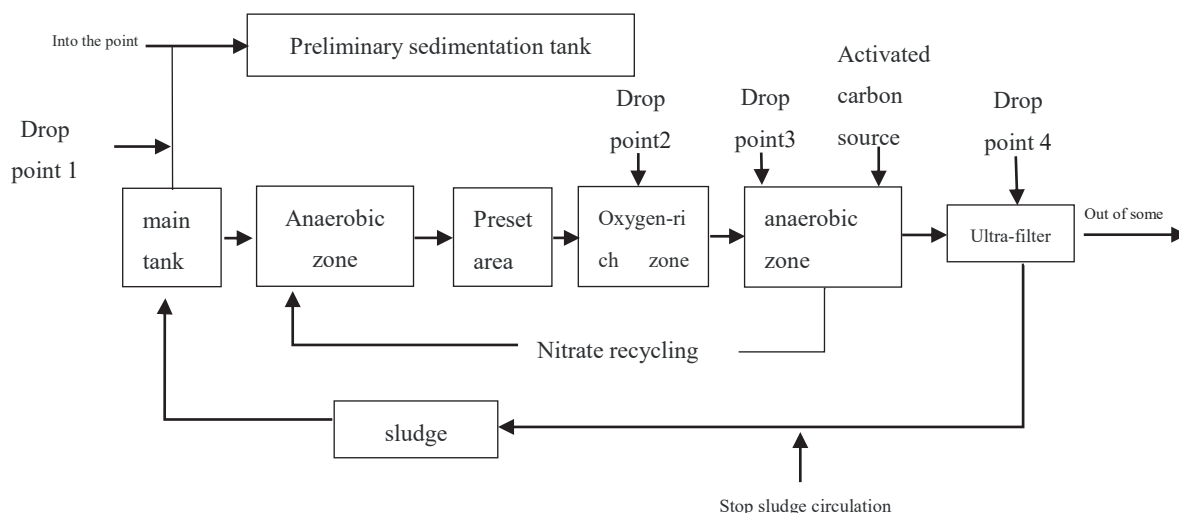 Into the point
Preliminary sedimentation tank
Activated
carbon
source
Drop
point 1
Drop
point2
Drop
point3
Drop
point 4
main
tank
Anaerobic
zone
Preset
area
Oxygen-ri
ch zone
anaerobic
zone
Ultra-filter
Out of some
Nitrate recycling
sludge
Stop sludge circulation